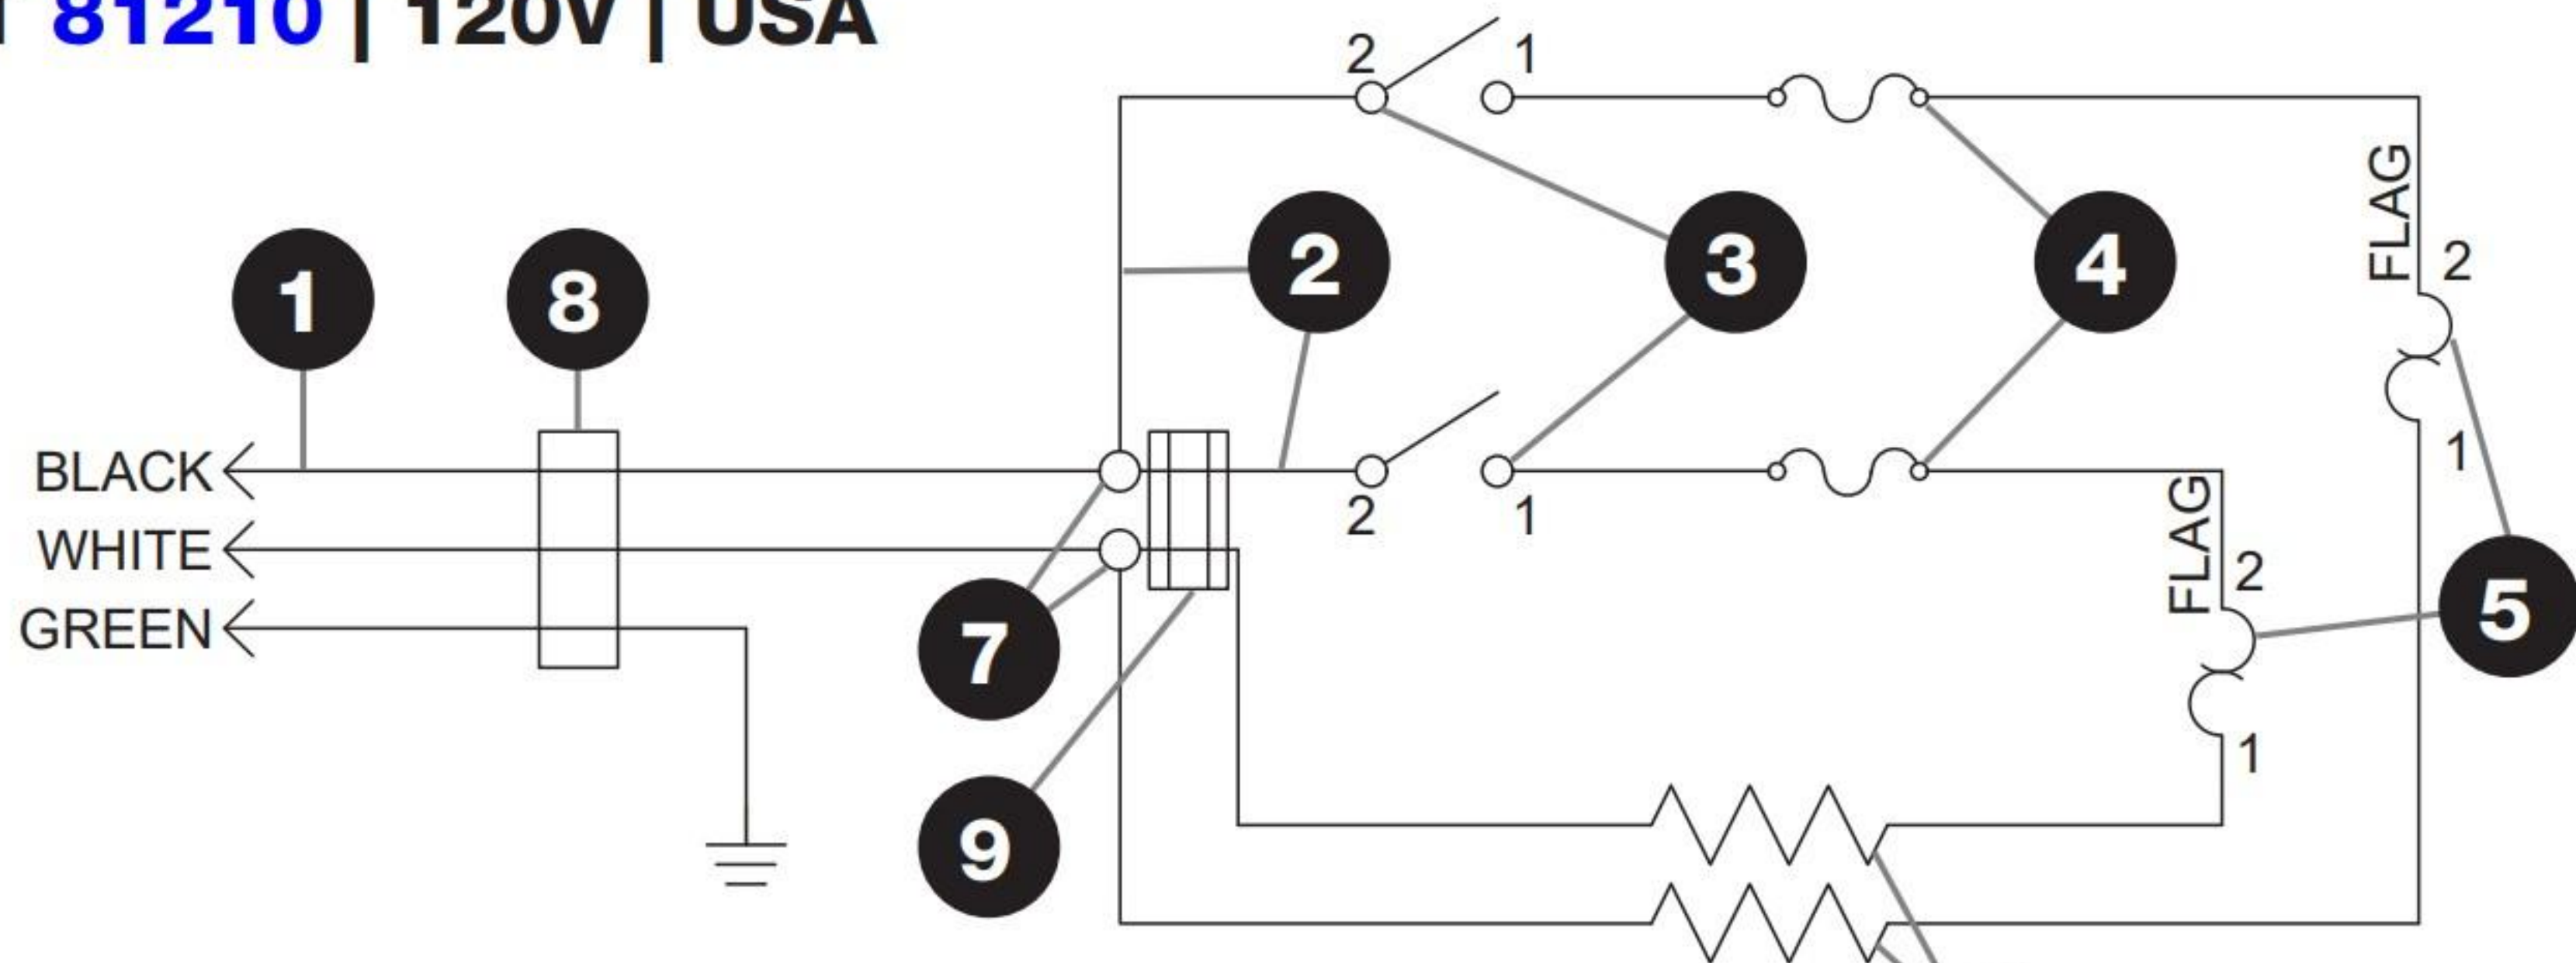 81210 | 120V | USA
2 1
FLAG
1 8 2 3 4 2
BLACK 2 1 1
WHITE FLAG 2
GREEN 7 5
1
9